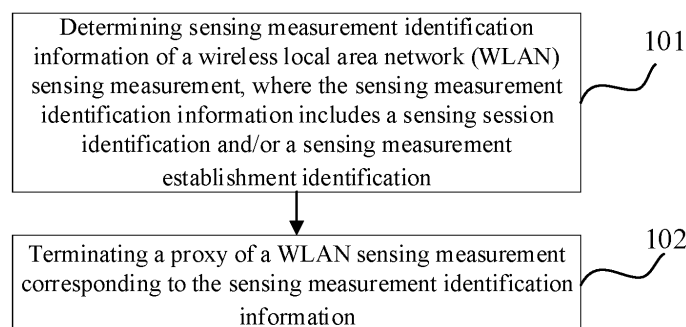 Determining sensing measurement identification
information of a wireless local area network (WLAN)
sensing measurement, where the sensing measurement
identification information includes a sensing session
identification and/or a sensing measurement
establishment identification
101
Terminating a proxy of a WLAN sensing measurement
corresponding to the sensing measurement identification
information
102